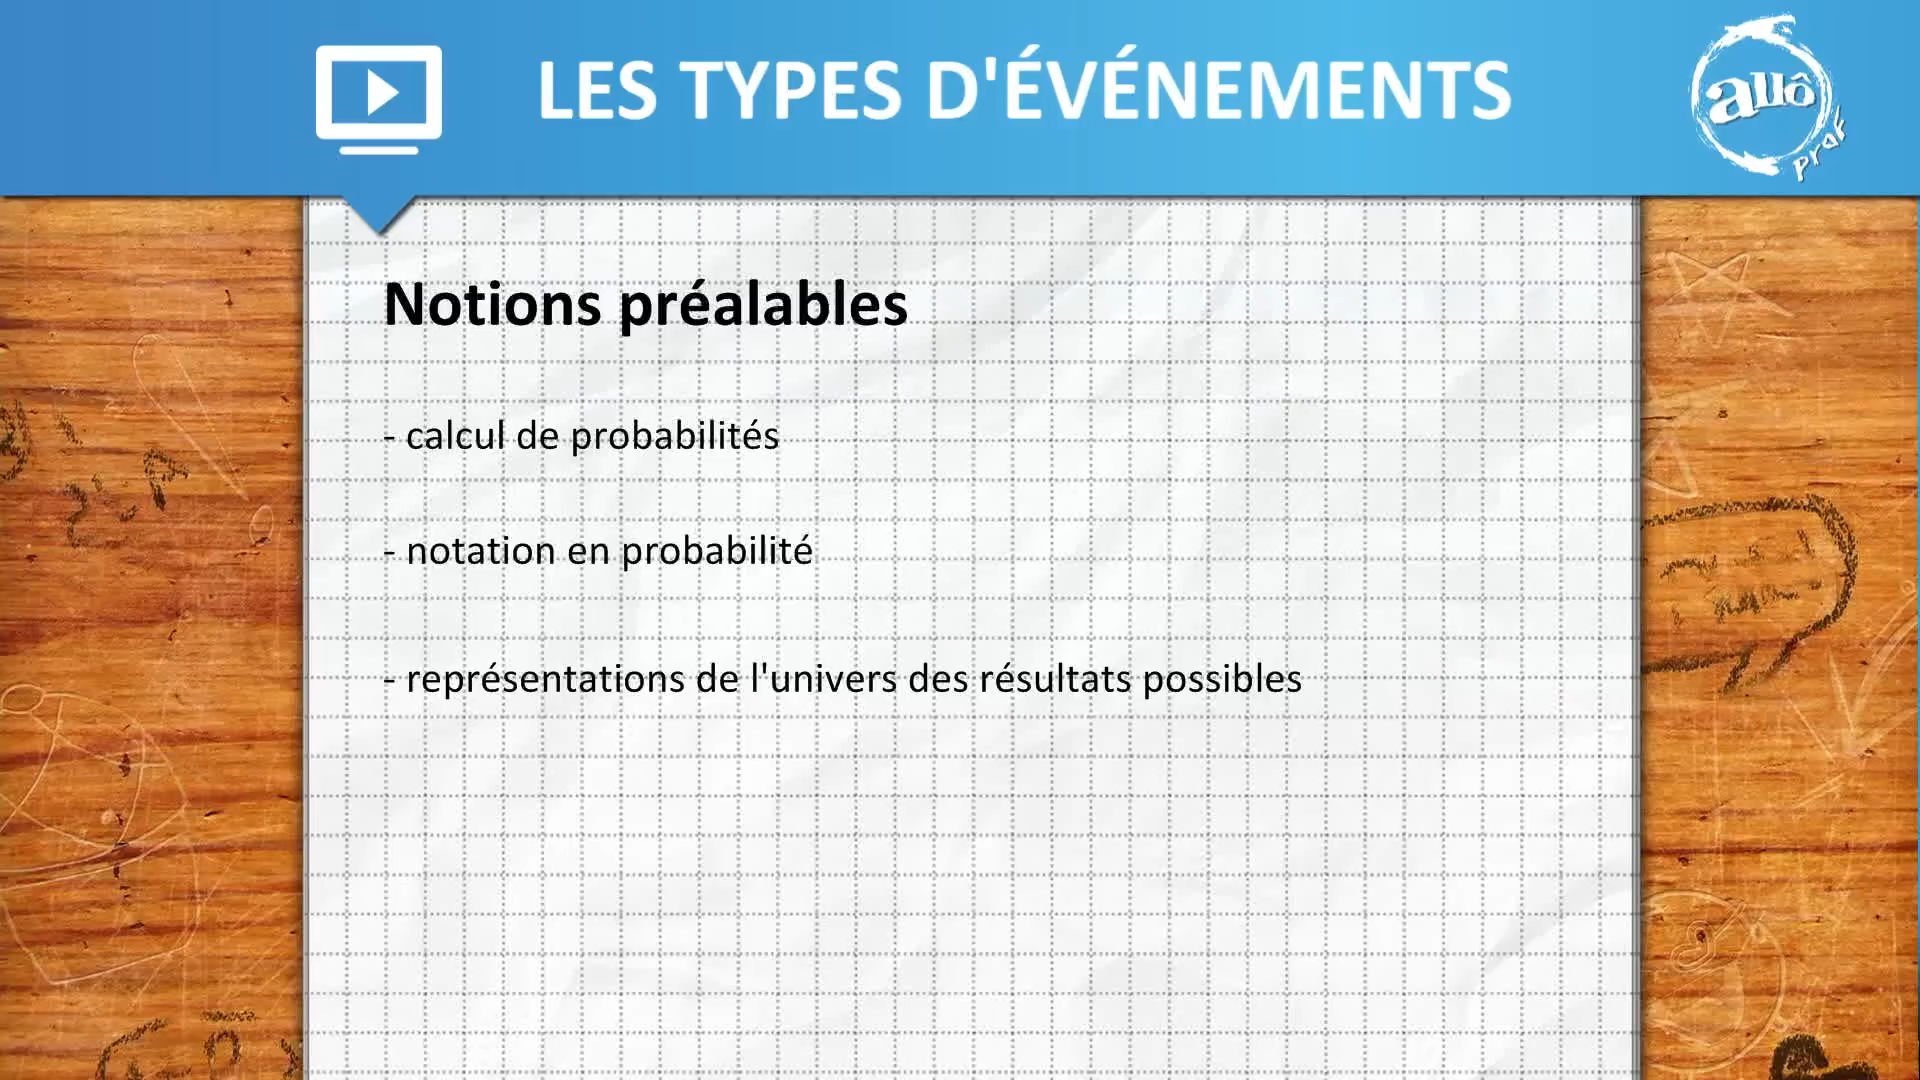 LES TYPES D'ÉVÉNEMENTS
allô
prof
Notions préalables
- calcul de probabilités
- notation en probabilité
- représentations de l'univers des résultats possibles